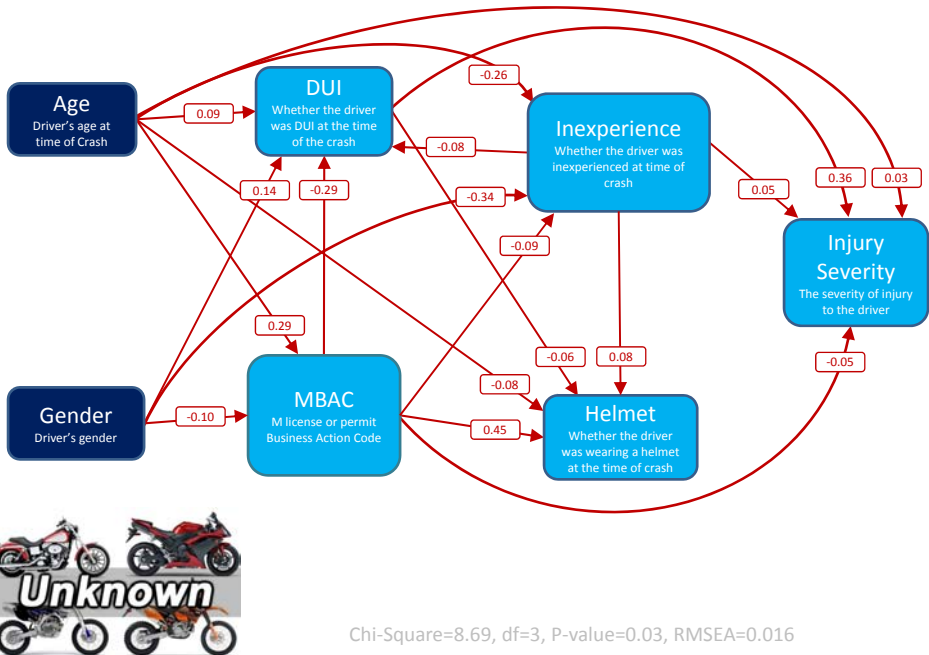 -0.26
Age
Driver's age at
time of Crash
DUI
Whether the driver
was DUI at the time
of the crash
0.09
Inexperience
Whether the driver was
inexperienced at time of
crash
-0.08
0.14
-0.29
-0.34
0.05
0.36
0.03
-0.09
Injury
Severity
The severity of injury
to the driver
0.29
-0.06
0.08
-0.05
-0.08
MBAC
M license or permit
Business Action Code
Gender
Driver's gender
-0.10
0.45
Helmet
Whether the driver
was wearing a helmet
at the time of crash
Unknown
Chi-Square=8.69, df=3, P-value=0.03, RMSEA=0.016